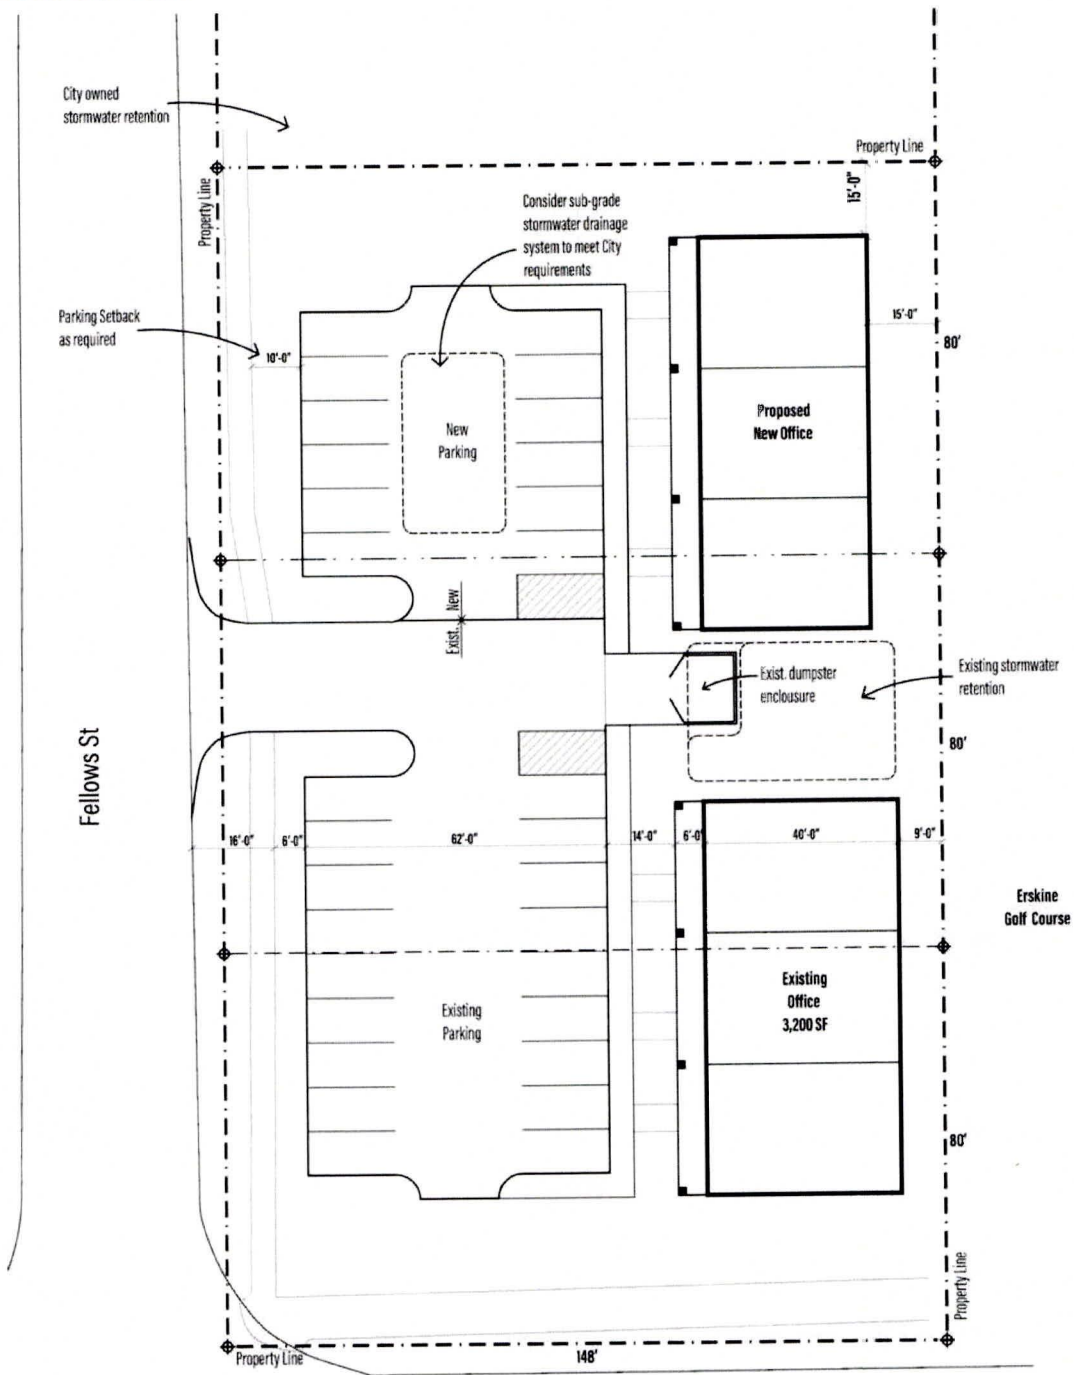 City owned
stormwater retention
Property Line
Property Line
15'-0"
Consider sub-grade
stormwater drainage
system to meet City
requirements
Parking Setback
as required
10'-0"
15'-0"
80'
New
Parking
Proposed
New Office
New
Exist.
Exist. dumpster
enclousure
Existing stormwater
retention
Fellows St
80'
16'-0"
6'-0"
62'-0"
14'-0"
6'-0"
40'-0"
9'-0"
Erskine
Golf Course
Existing
Parking
Existing
Office
3,200 SF
80'
Property Line
Property Line
148'